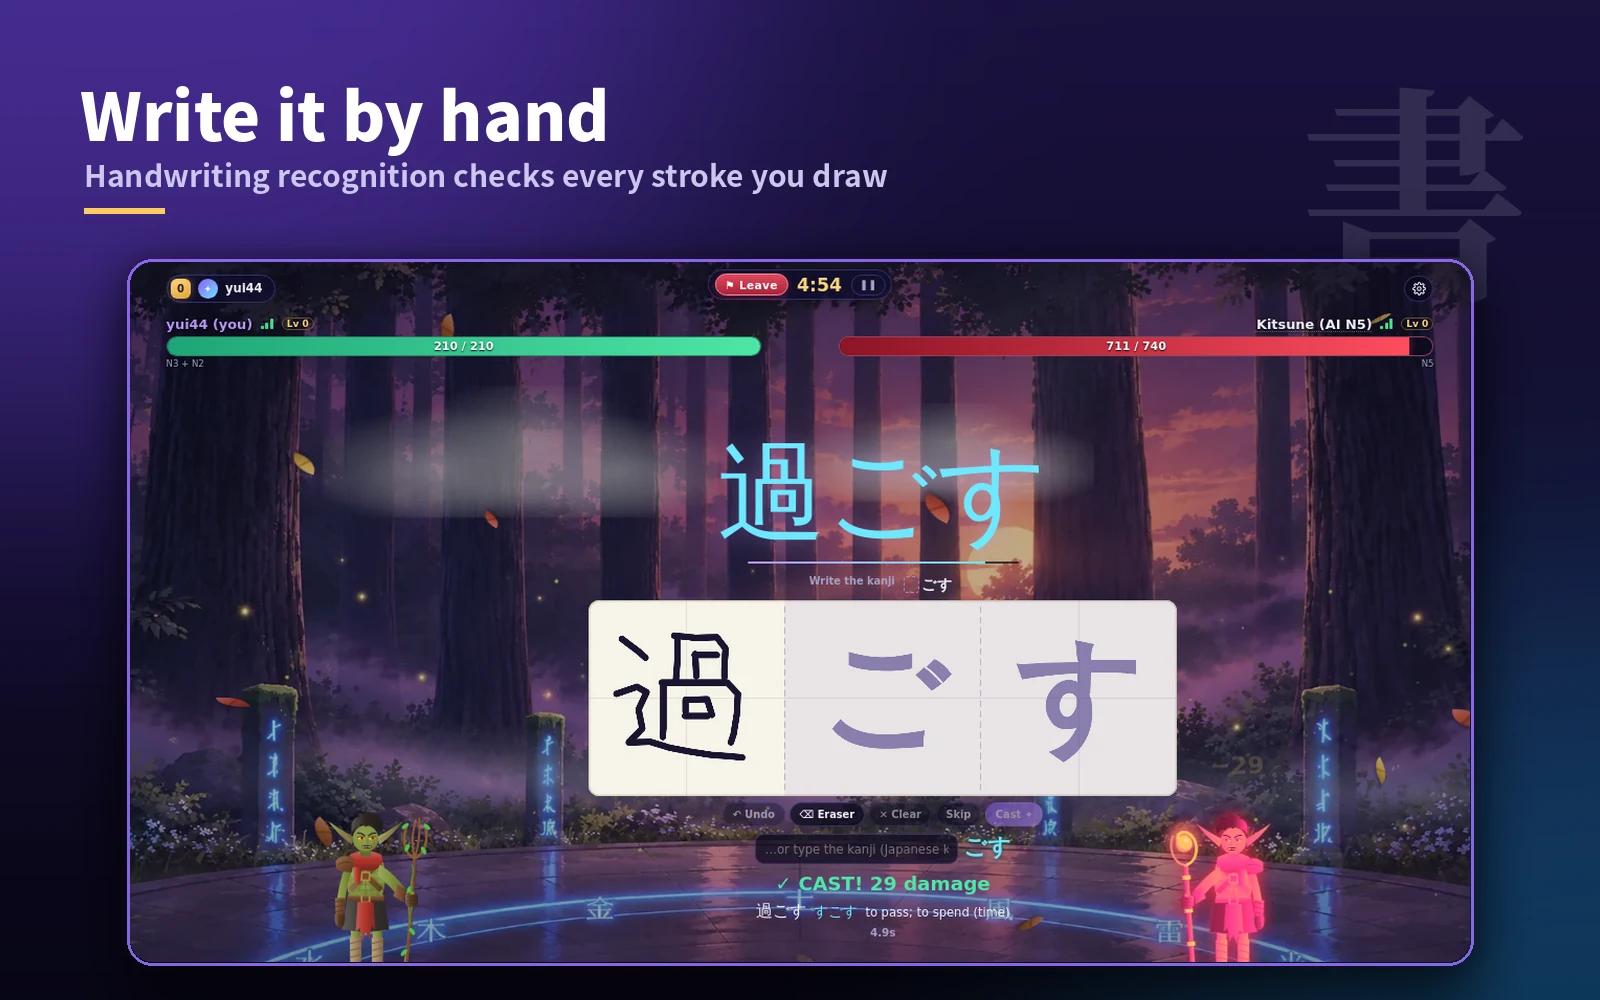 Write it by hand
Handwriting recognition checks every stroke you draw
書
0 yui44
Leave 4:54
yui44 (you) Lv 0
Kitsune (AI N5) Lv 0
210 / 210
711 / 740
N3 + N2
N5
過ごす
Write the kanji ごす
過ごす
−29
Undo Eraser Clear Skip Cast
...or type the kanji (Japanese k ごす
✓ CAST! 29 damage
過ごす すごす to pass; to spend (time)
4.9s
金
木
風
雷